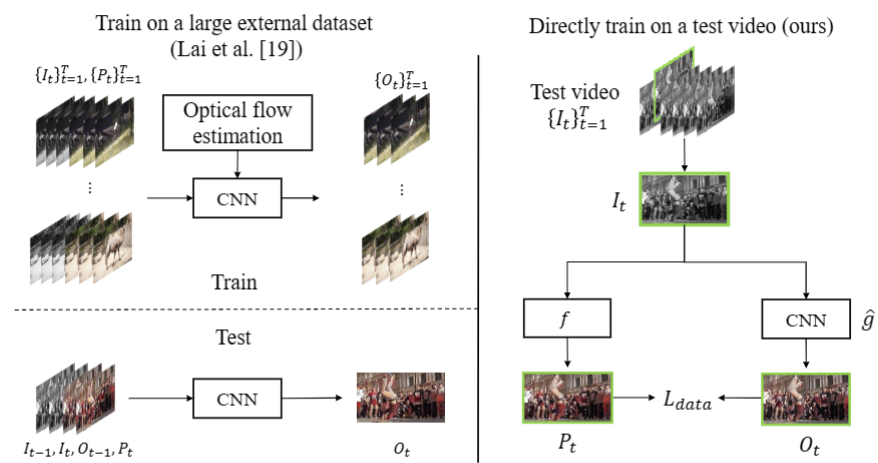 Train on a large external dataset
(Lai et al. [19])
{I_t}_{t=1}^T, {P_t}_{t=1}^T
Optical flow
estimation
{O_t}_{t=1}^T
⋮
CNN
⋮
Train
Test
CNN
I_{t-1}, I_t, O_{t-1}, P_t
O_t
Directly train on a test video (ours)
Test video
{I_t}_{t=1}^T
I_t
f
CNN
ĝ
L_{data}
P_t
O_t